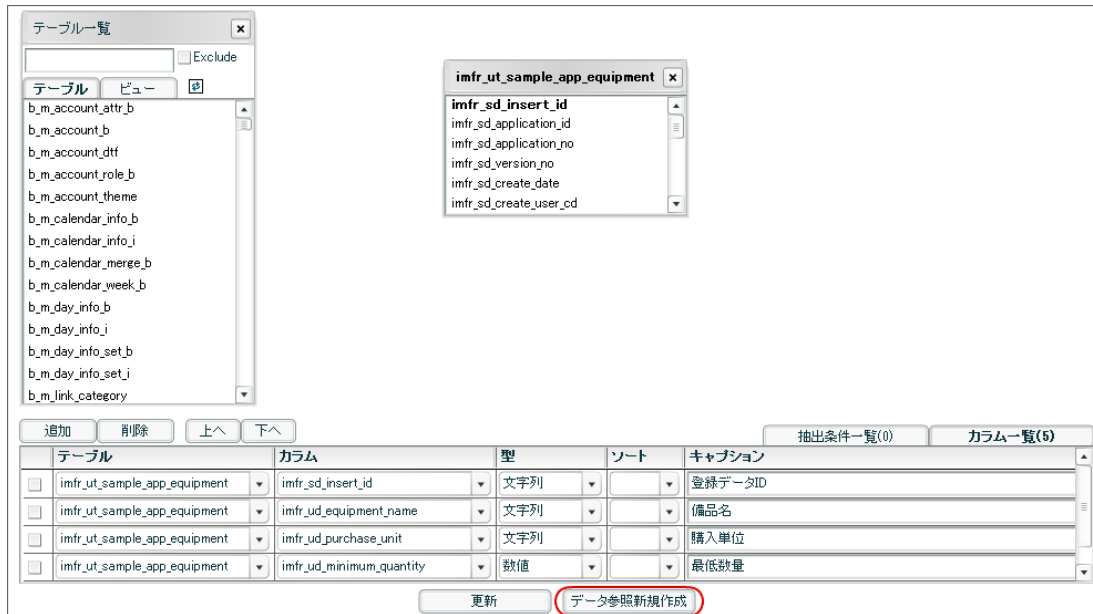 テーブル一覧
Exclude
テーブル ビュー
b_m_account_attr_b
b_m_account_b
b_m_account_dtf
b_m_account_role_b
b_m_account_theme
b_m_calendar_info_b
b_m_calendar_info_i
b_m_calendar_merge_b
b_m_calendar_week_b
b_m_day_info_b
b_m_day_info_i
b_m_day_info_set_b
b_m_day_info_set_i
b_m_link_category
imfr_ut_sample_app_equipment
imfr_sd_insert_id
imfr_sd_application_id
imfr_sd_application_no
imfr_sd_version_no
imfr_sd_create_date
imfr_sd_create_user_cd
追加 削除 上へ 下へ 抽出条件一覧(0) カラム一覧(5)
テーブル カラム 型 ソート キャプション
imfr_ut_sample_app_equipment imfr_sd_insert_id 文字列 登録データID
imfr_ut_sample_app_equipment imfr_ud_equipment_name 文字列 備品名
imfr_ut_sample_app_equipment imfr_ud_purchase_unit 文字列 購入単位
imfr_ut_sample_app_equipment imfr_ud_minimum_quantity 数値 最低数量
更新 データ参照新規作成